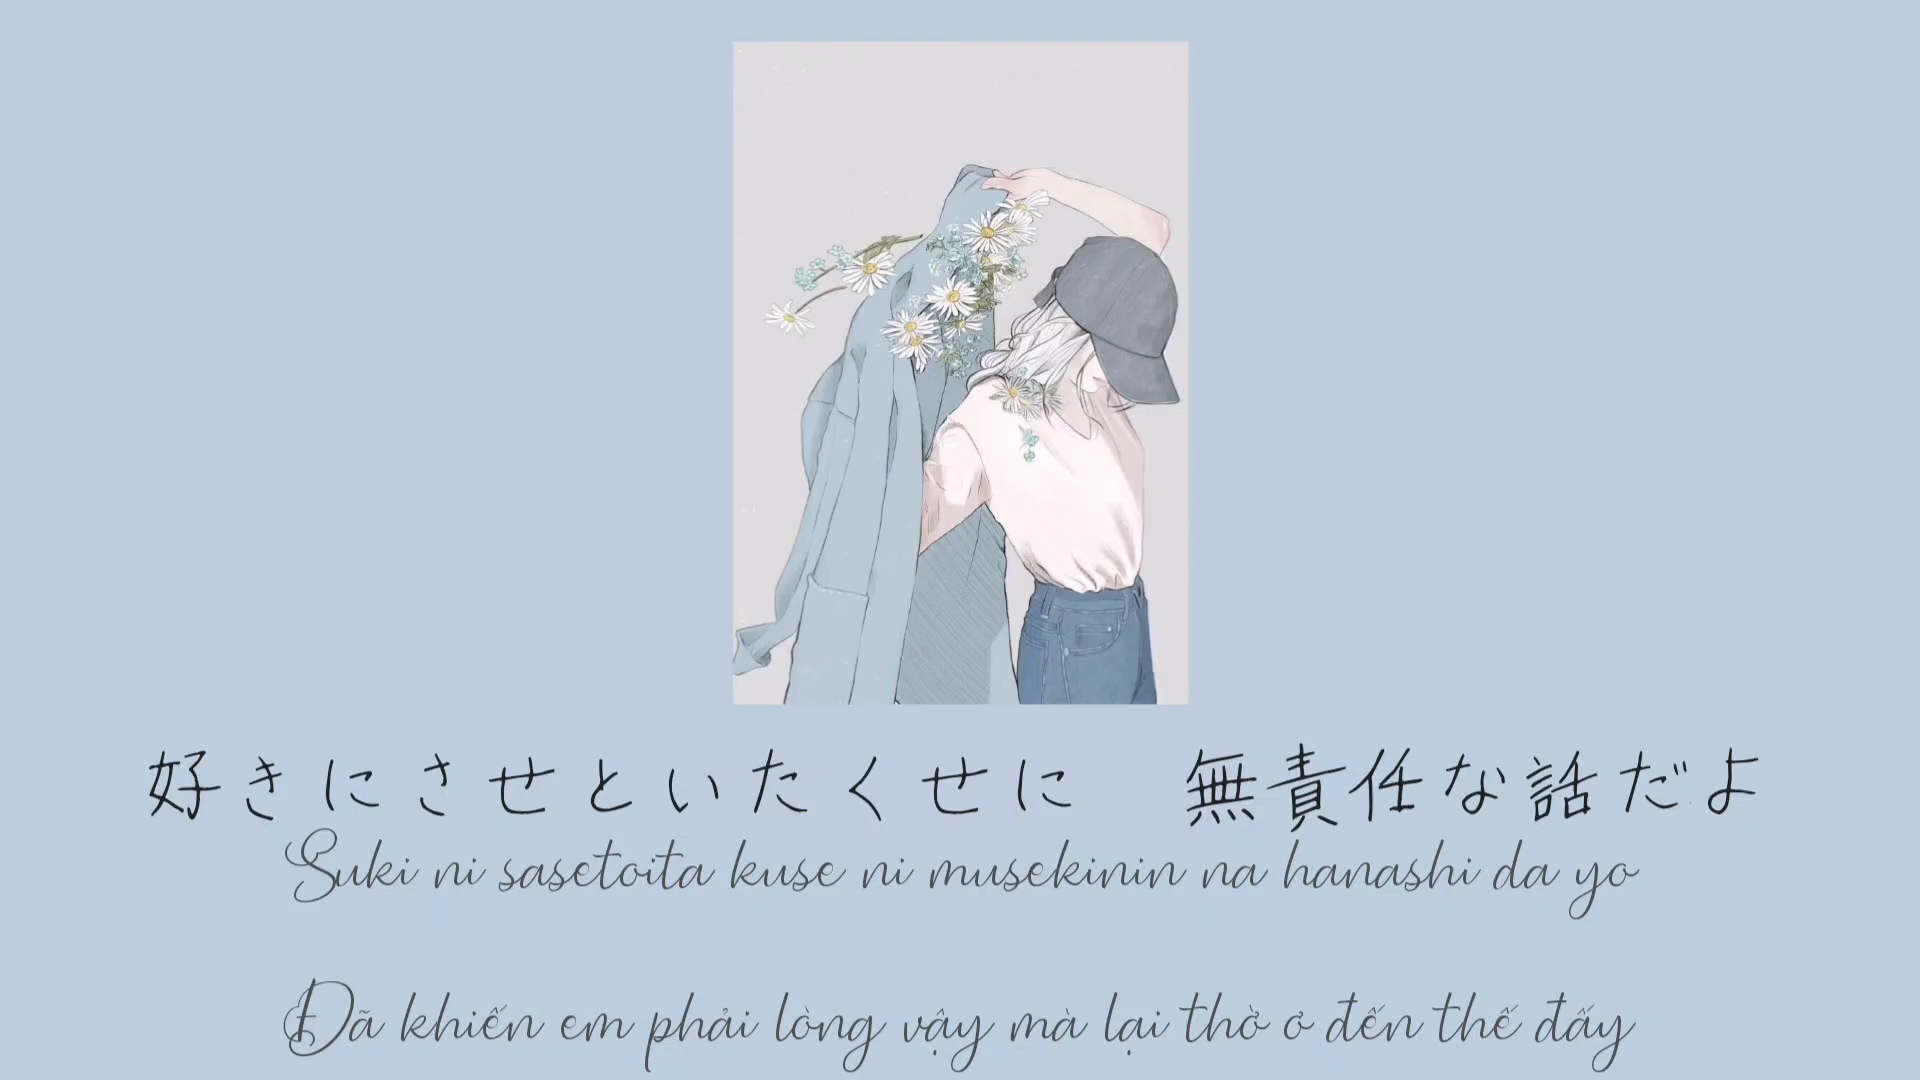 好きにさせといたくせに　無責任な話だよ
Suki ni sasetoita kuse ni musekinin na hanashi da yo
Đã khiến em phải lòng vậy mà lại thờ ơ đến thế đấy